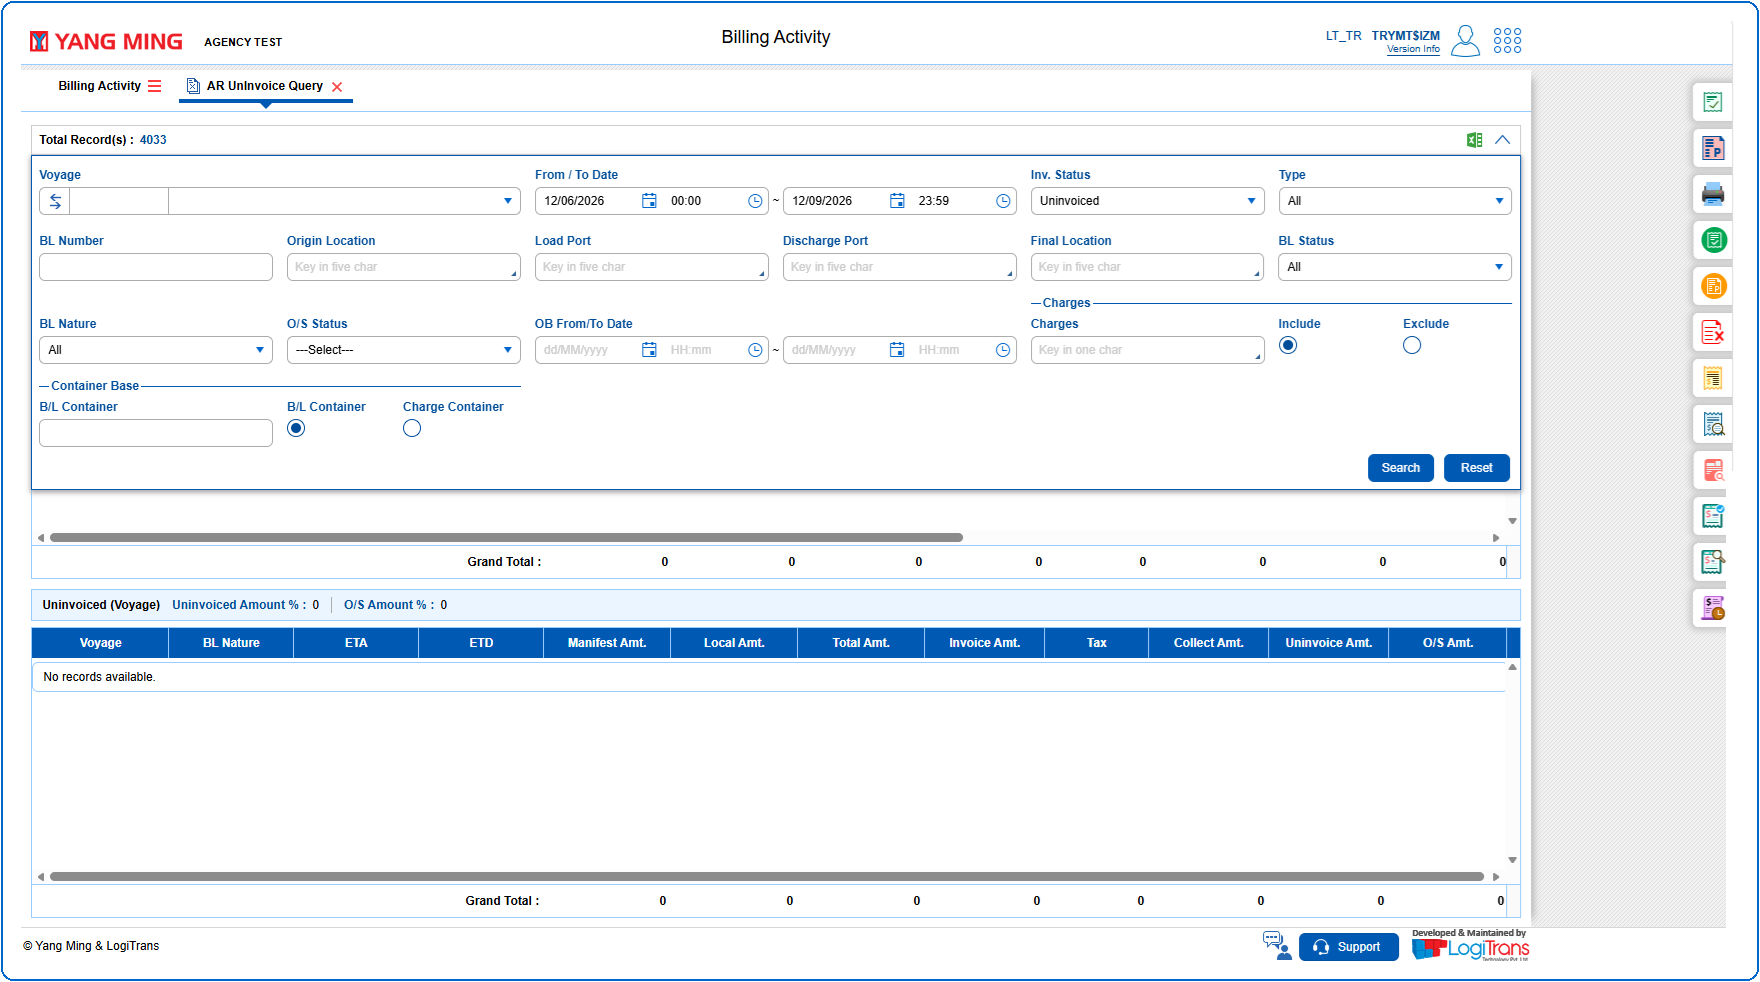 YANG MING AGENCY TEST
Billing Activity
LT_TR TRYMT$IZM
Version Info
Billing Activity
AR UnInvoice Query
Total Record(s) : 4033
Voyage
From / To Date
Inv. Status
Type
12/06/2026 00:00 ~ 12/09/2026 23:59
Uninvoiced
All
BL Number
Origin Location
Load Port
Discharge Port
Final Location
BL Status
Key in five char
Key in five char
Key in five char
Key in five char
All
Charges
BL Nature
O/S Status
OB From/To Date
Charges
Include
Exclude
All
---Select---
dd/MM/yyyy HH:mm ~ dd/MM/yyyy HH:mm
Key in one char
Container Base
B/L Container
B/L Container
Charge Container
Search
Reset
Grand Total : 0 0 0 0 0 0 0 0
Uninvoiced (Voyage) Uninvoiced Amount % : 0 O/S Amount % : 0
Voyage BL Nature ETA ETD Manifest Amt. Local Amt. Total Amt. Invoice Amt. Tax Collect Amt. Uninvoice Amt. O/S Amt.
No records available.
Grand Total : 0 0 0 0 0 0 0 0
© Yang Ming & LogiTrans
Support
Developed & Maintained by
LogiTrans
Technology Pvt. Ltd.